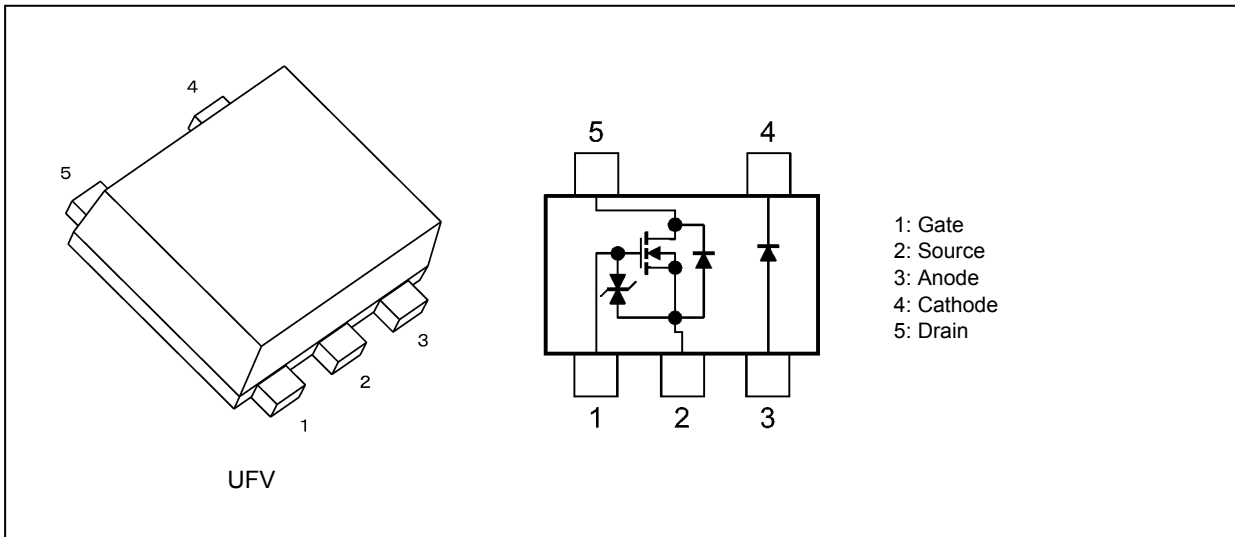 4
5
3
2
1
UFV
5 4
1 2 3
1: Gate
2: Source
3: Anode
4: Cathode
5: Drain